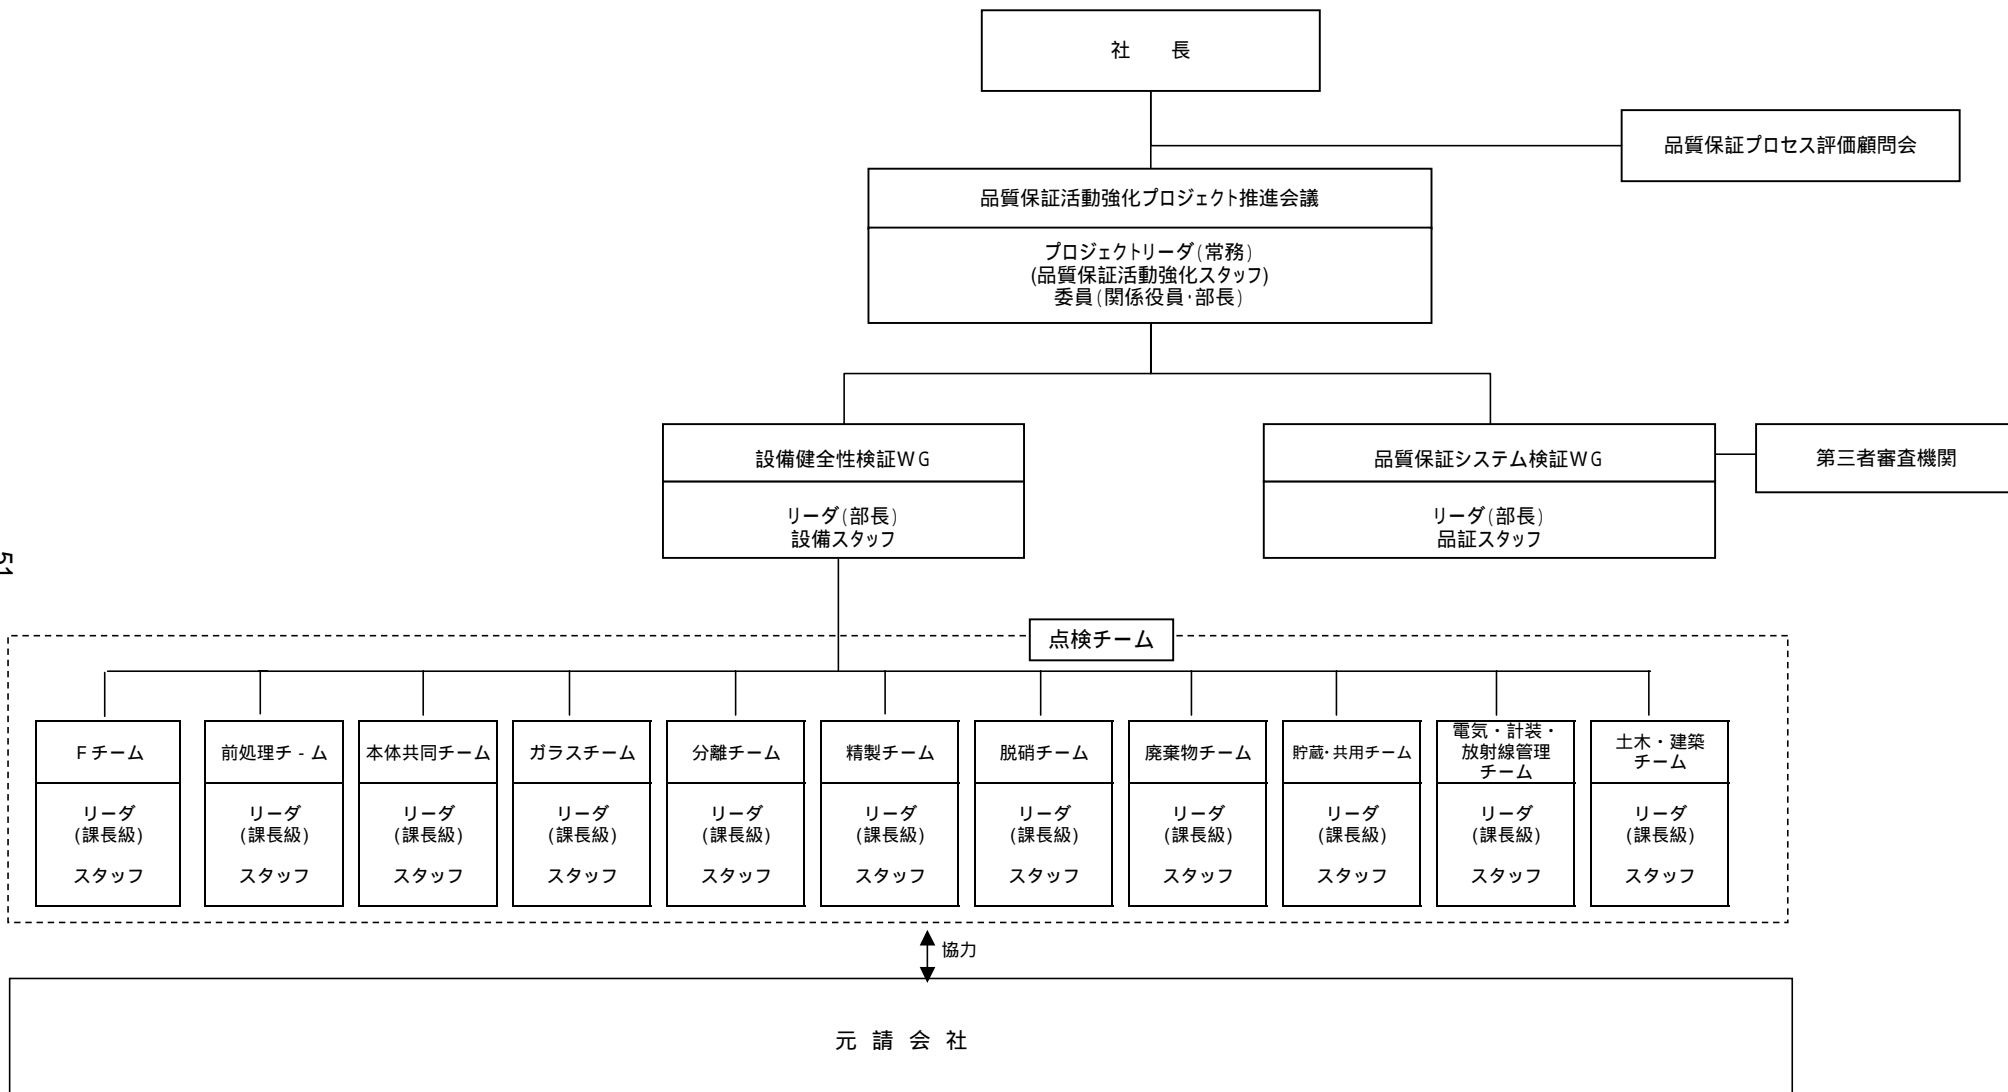 社　長
品質保証プロセス評価顧問会
品質保証活動強化プロジェクト推進会議
プロジェクトリーダ(常務)
(品質保証活動強化スタッフ)
委員(関係役員・部長)
設備健全性検証WG
リーダ(部長)
設備スタッフ
品質保証システム検証WG
リーダ(部長)
品証スタッフ
第三者審査機関
51
点検チーム
Fチーム
リーダ
(課長級)
スタッフ
前処理チ-ム
リーダ
(課長級)
スタッフ
本体共同チーム
リーダ
(課長級)
スタッフ
ガラスチーム
リーダ
(課長級)
スタッフ
分離チーム
リーダ
(課長級)
スタッフ
精製チーム
リーダ
(課長級)
スタッフ
脱硝チーム
リーダ
(課長級)
スタッフ
廃棄物チーム
リーダ
(課長級)
スタッフ
貯蔵・共用チーム
リーダ
(課長級)
スタッフ
電気・計装・
放射線管理
チーム
リーダ
(課長級)
スタッフ
土木・建築
チーム
リーダ
(課長級)
スタッフ
協力
元請会社